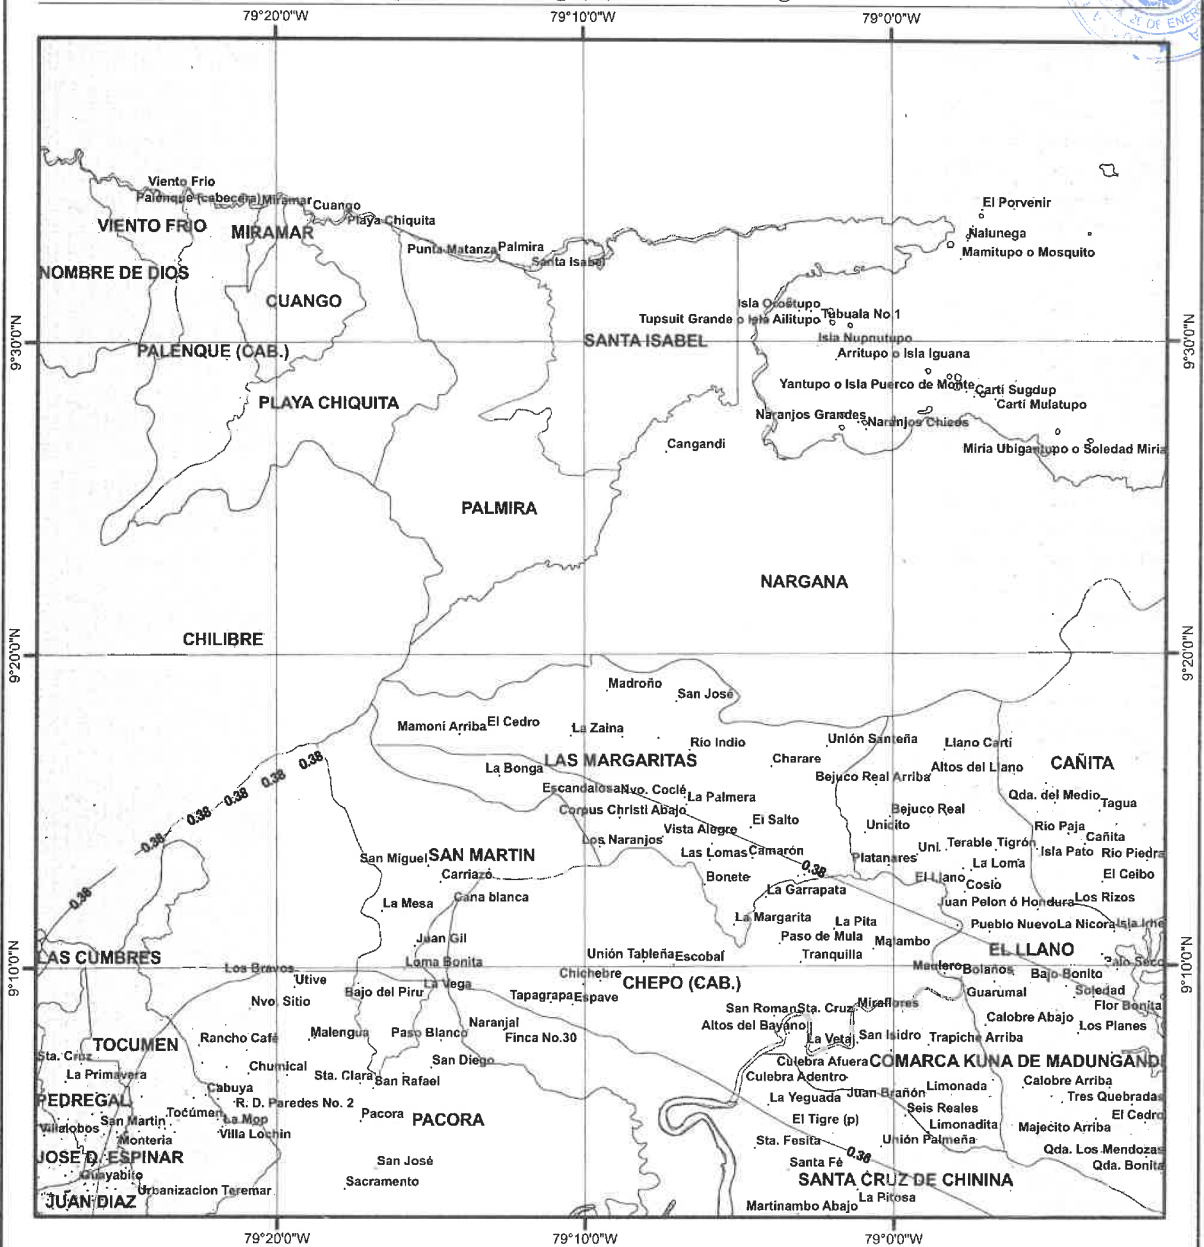 79°20'0"W 79°10'0"W 79°0'0"W
26 DE ENERO
Viento Frio
Palenque (cabecera) Miramar Cuango
Playa Chiquita
El Porvenir
VIENTO FRIO MIRAMAR
Nalunega
Punta Matanza Palmira
Mamitupo o Mosquito
Santa Isabel
NOMBRE DE DIOS
CUANGO
Isla Orostupo
Tupsuit Grande o Isla Ailitupo Tubuala No.1
9°30'0"N SANTA ISABEL Isla Nupnutupo 9°30'0"N
PALENQUE (CAB.) Arritupo o Isla Iguana
Yantupo o Isla Puerco de Monte Carti Sugdup
PLAYA CHIQUITA Carti Mulatupo
Naranjos Grandes Naranjos Chicos
Cangandi Miria Ubigantupo o Soledad Miria
PALMIRA
NARGANA
CHILIBRE
9°20'0"N 9°20'0"N
Madroño
San José
Mamoní Arriba El Cedro La Zaina
Río Indio Unión Santeña Llano Cartí
LAS MARGARITAS Charare CAÑITA
La Bonga Bejuco Real Arriba Altos del Llano
0.38 0.38 0.38 0.38 0.38
Escandalosa Nvo. Coclé La Palmera Qda. del Medio Tagua
Corpus Christi Abajo El Salto Bejuco Real
Vista Alegre Unicito Río Paja
Los Naranjos Uni. Terable Tigrón Cañita
San Miguel SAN MARTIN Las Lomas Camarón Platanares La Loma Isla Pato Río Piedra
Carriazo Bonete 0.38 El Llano Cosio El Ceibo
0.38 La Mesa Cana blanca La Garrapata Juan Pelon ó Hondura Los Rizos
La Margarita La Pita Pueblo Nuevo La Nicora
Juan Gil Paso de Mula Malambo EL LLANO
LAS CUMBRES Loma Bonita Unión Tableña Escobal Tranquilla
9°10'0"N Los Bravos Chichebre Maulero Bolaños Bajo Bonito 9°10'0"N
Utive La Vega CHEPO (CAB.)
Nvo. Sitio Bajo del Piru Tapagrapa Espave Miraflores Guarumal Soledad
San Roman Sta. Cruz Flor Bonita
Rancho Café Malengua Paso Blanco Naranjal Altos del Bayano Calobre Abajo
Finca No.30 La Veta San Isidro Trapiche Arriba Los Planes
TOCUMEN
Sta. Cruz Chumical San Diego Culebra Afuera COMARCA KUNA DE MADUNGANDI
La Primavera Sta. Clara San Rafael Culebra Adentro Limonada Calobre Arriba
PEDREGAL Cabuya R. D. Paredes No. 2 La Yeguada Juan Brañón Tres Quebradas
Tocúmen Pacora PACORA Seis Reales El Cedro
Villalobos San Martin La Mop El Tigre (p) Limonadita Majecito Arriba
Monteria Villa Lochin Sta. Fesita Unión Palmeña
JOSE D. ESPINAR San José Santa Fé 0.36 Qda. Los Mendozas
Guayabito Sacramento SANTA CRUZ DE CHININA Qda. Bonita
JUAN DIAZ Urbanizacion Teremar La Pitosa
Martinambo Abajo
79°20'0"W 79°10'0"W 79°0'0"W